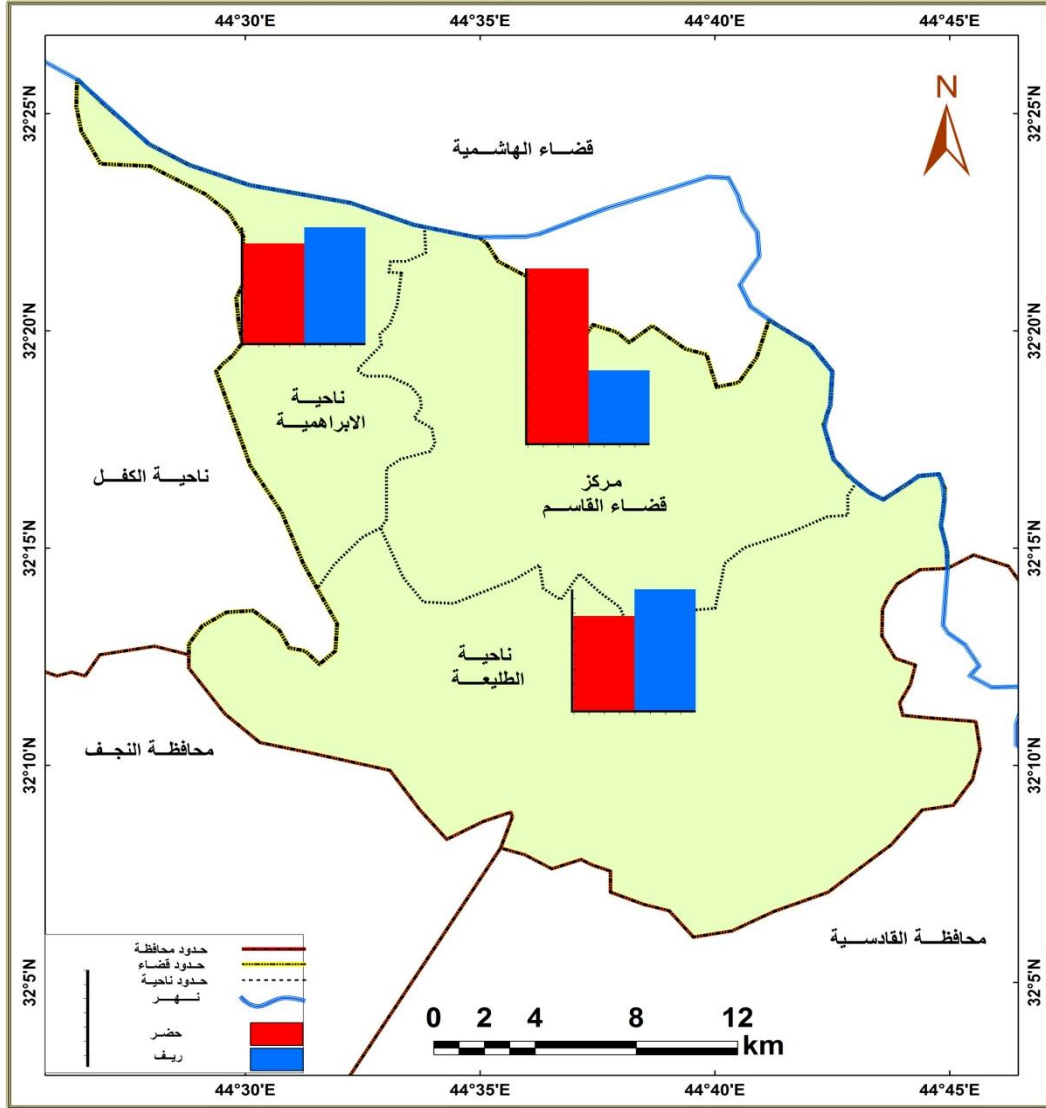 44°30'E 44°35'E 44°40'E 44°45'E
32°25'N 32°25'N
N
قضاء الهاشمية
32°20'N 32°20'N
ناحية
الابراهمية
ناحية الكفل
مركز
قضاء القاسم
32°15'N 32°15'N
ناحية
الطليعة
محافظة النجف
32°10'N 32°10'N
محافظة القادسية
حدود محافظة
حدود قضاء
حدود ناحية
نهر
حضر
ريف
32°5'N 32°5'N
0 2 4 8 12
km
44°30'E 44°35'E 44°40'E 44°45'E